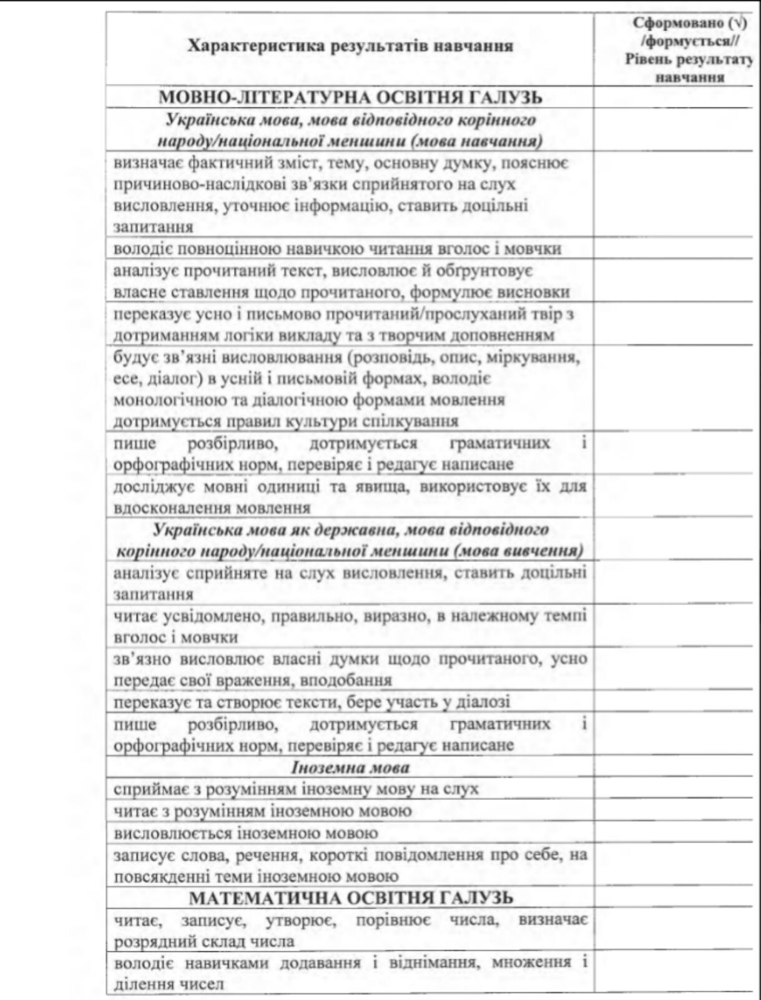 Характеристика результатів навчання
Сформовано (√)
/формується//
Рівень результату
навчання
МОВНО-ЛІТЕРАТУРНА ОСВІТНЯ ГАЛУЗЬ
Українська мова, мова відповідного корінного
народу/національної меншини (мова навчання)
визначає фактичний зміст, тему, основну думку, пояснює
причиново-наслідкові зв’язки сприйнятого на слух
висловлення, уточнює інформацію, ставить доцільні
запитання
володіє повноцінною навичкою читання вголос і мовчки
аналізує прочитаний текст, висловлює й обґрунтовує
власне ставлення щодо прочитаного, формулює висновки
переказує усно і письмово прочитаний/прослуханий твір з
дотриманням логіки викладу та з творчим доповненням
будує зв’язні висловлювання (розповідь, опис, міркування,
есе, діалог) в усній і письмовій формах, володіє
монологічною та діалогічною формами мовлення
дотримується правил культури спілкування
пише розбірливо, дотримується граматичних і
орфографічних норм, перевіряє і редагує написане
досліджує мовні одиниці та явища, використовує їх для
вдосконалення мовлення
Українська мова як державна, мова відповідного
корінного народу/національної меншини (мова вивчення)
аналізує сприйняте на слух висловлення, ставить доцільні
запитання
читає усвідомлено, правильно, виразно, в належному темпі
вголос і мовчки
зв’язно висловлює власні думки щодо прочитаного, усно
передає свої враження, вподобання
переказує та створює тексти, бере участь у діалозі
пише розбірливо, дотримується граматичних і
орфографічних норм, перевіряє і редагує написане
Іноземна мова
сприймає з розумінням іноземну мову на слух
читає з розумінням іноземною мовою
висловлюється іноземною мовою
записує слова, речення, короткі повідомлення про себе, на
повсякденні теми іноземною мовою
МАТЕМАТИЧНА ОСВІТНЯ ГАЛУЗЬ
читає, записує, утворює, порівнює числа, визначає
розрядний склад числа
володіє навичками додавання і віднімання, множення і
ділення чисел